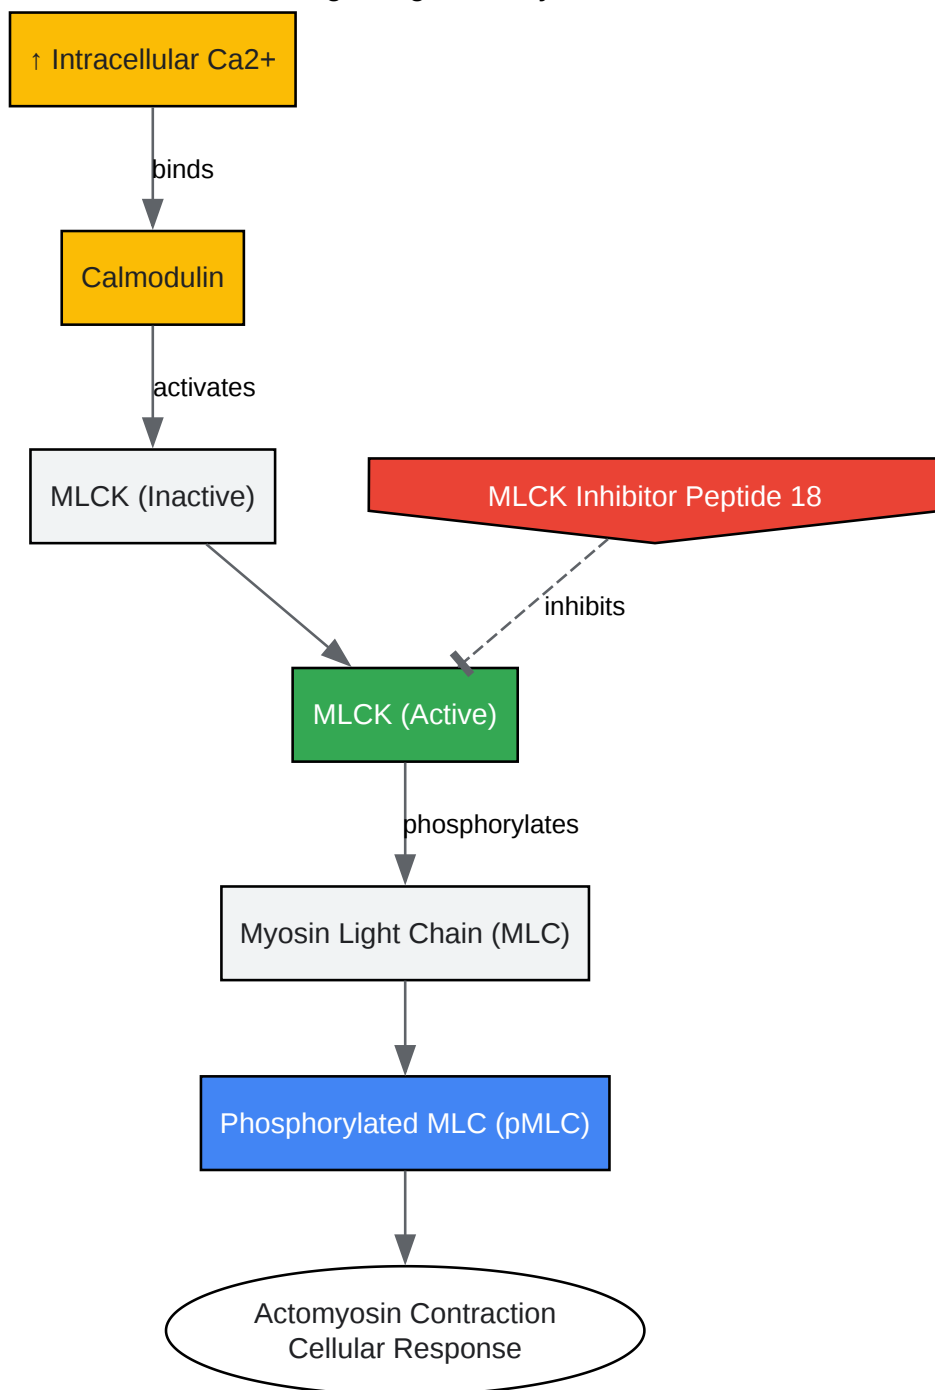 ↑ Intracellular Ca2+
binds
Calmodulin
activates
MLCK (Inactive)
MLCK Inhibitor Peptide 18
inhibits
MLCK (Active)
phosphorylates
Myosin Light Chain (MLC)
Phosphorylated MLC (pMLC)
Actomyosin Contraction
Cellular Response